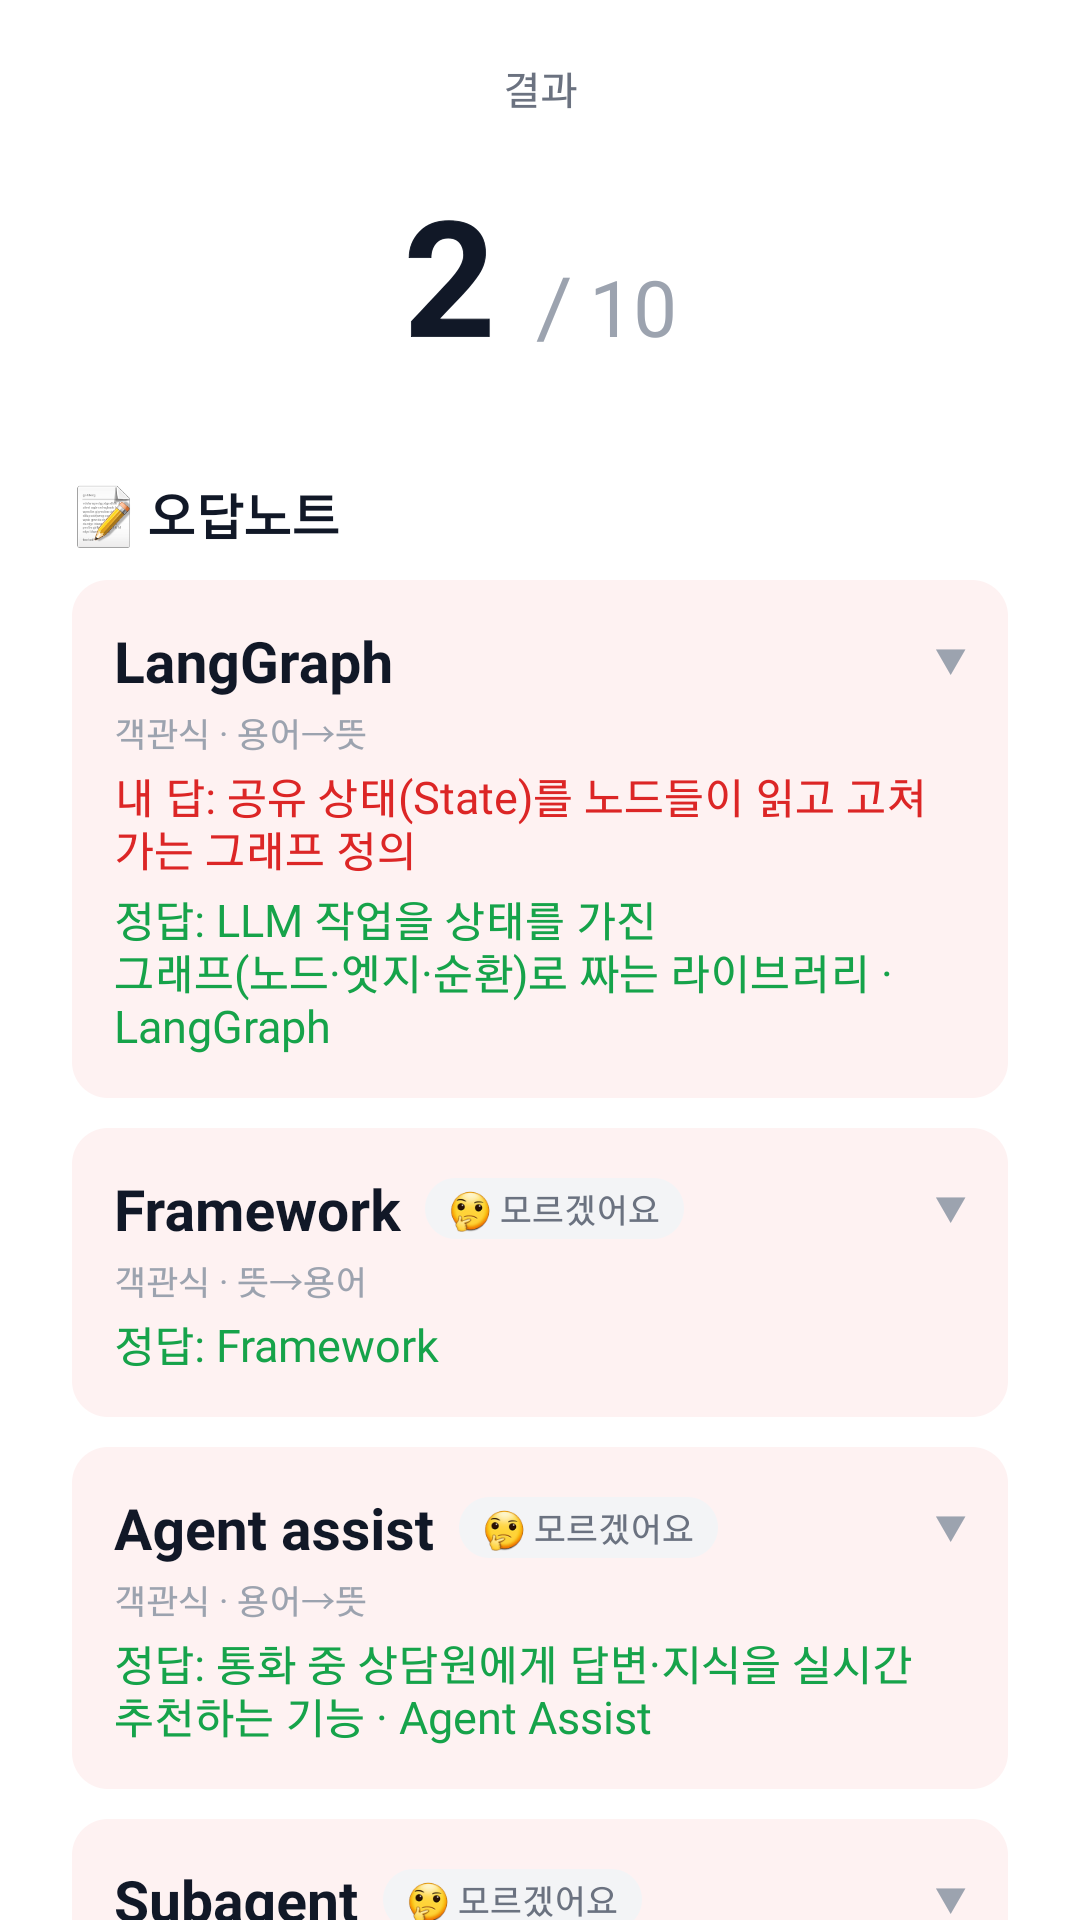 결과
2 / 10
📝 오답노트
LangGraph ▼
객관식 · 용어→뜻
내 답: 공유 상태(State)를 노드들이 읽고 고쳐
가는 그래프 정의
정답: LLM 작업을 상태를 가진
그래프(노드·엣지·순환)로 짜는 라이브러리 ·
LangGraph
Framework 🤔 모르겠어요 ▼
객관식 · 뜻→용어
정답: Framework
Agent assist 🤔 모르겠어요 ▼
객관식 · 용어→뜻
정답: 통화 중 상담원에게 답변·지식을 실시간
추천하는 기능 · Agent Assist
Subagent 🤔 모르겠어요 ▼